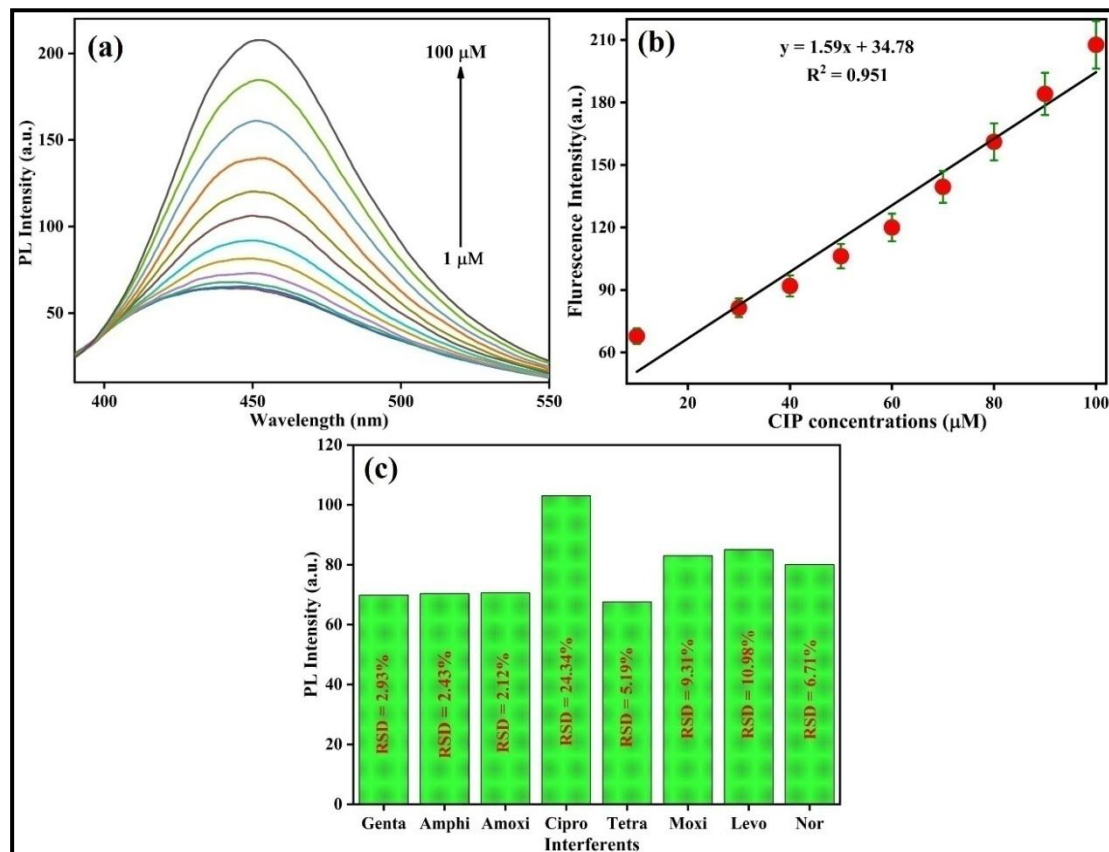 (a)
100 μM
1 μM
PL Intensity (a.u.)
200
150
100
50
400
450
500
550
Wavelength (nm)
(b)
y = 1.59x + 34.78
R² = 0.951
Flurescence Intensity(a.u.)
210
180
150
120
90
60
20
40
60
80
100
CIP concentrations (μM)
(c)
PL Intensity (a.u.)
120
100
80
60
40
20
0
RSD = 2.93%
RSD = 2.43%
RSD = 2.12%
RSD = 24.34%
RSD = 5.19%
RSD = 9.31%
RSD = 10.98%
RSD = 6.71%
Genta
Amphi
Amoxi
Cipro
Tetra
Moxi
Levo
Nor
Interferents